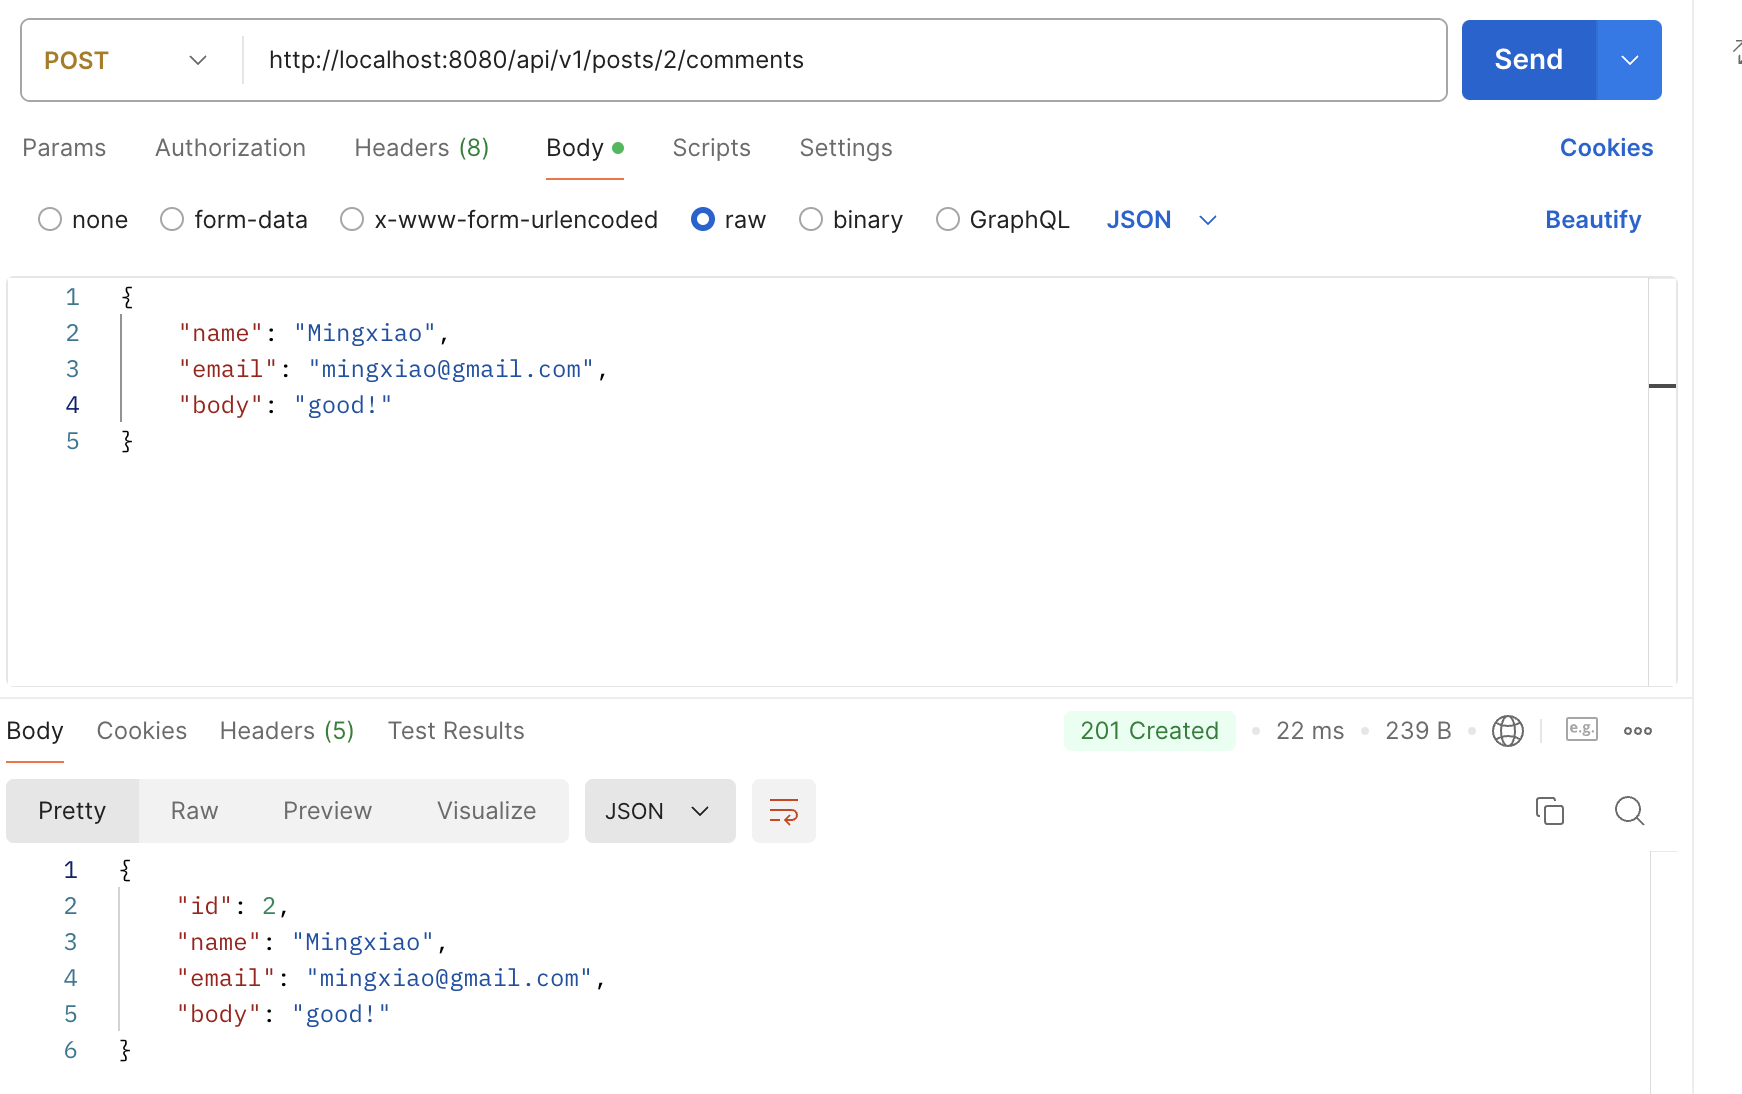 POST http://localhost:8080/api/v1/posts/2/comments Send
Params Authorization Headers (8) Body Scripts Settings Cookies
none form-data x-www-form-urlencoded raw binary GraphQL JSON Beautify
1 {
2 "name": "Mingxiao",
3 "email": "mingxiao@gmail.com",
4 "body": "good!"
5 }
Body Cookies Headers (5) Test Results 201 Created 22 ms 239 B e.g.
Pretty Raw Preview Visualize JSON
1 {
2 "id": 2,
3 "name": "Mingxiao",
4 "email": "mingxiao@gmail.com",
5 "body": "good!"
6 }